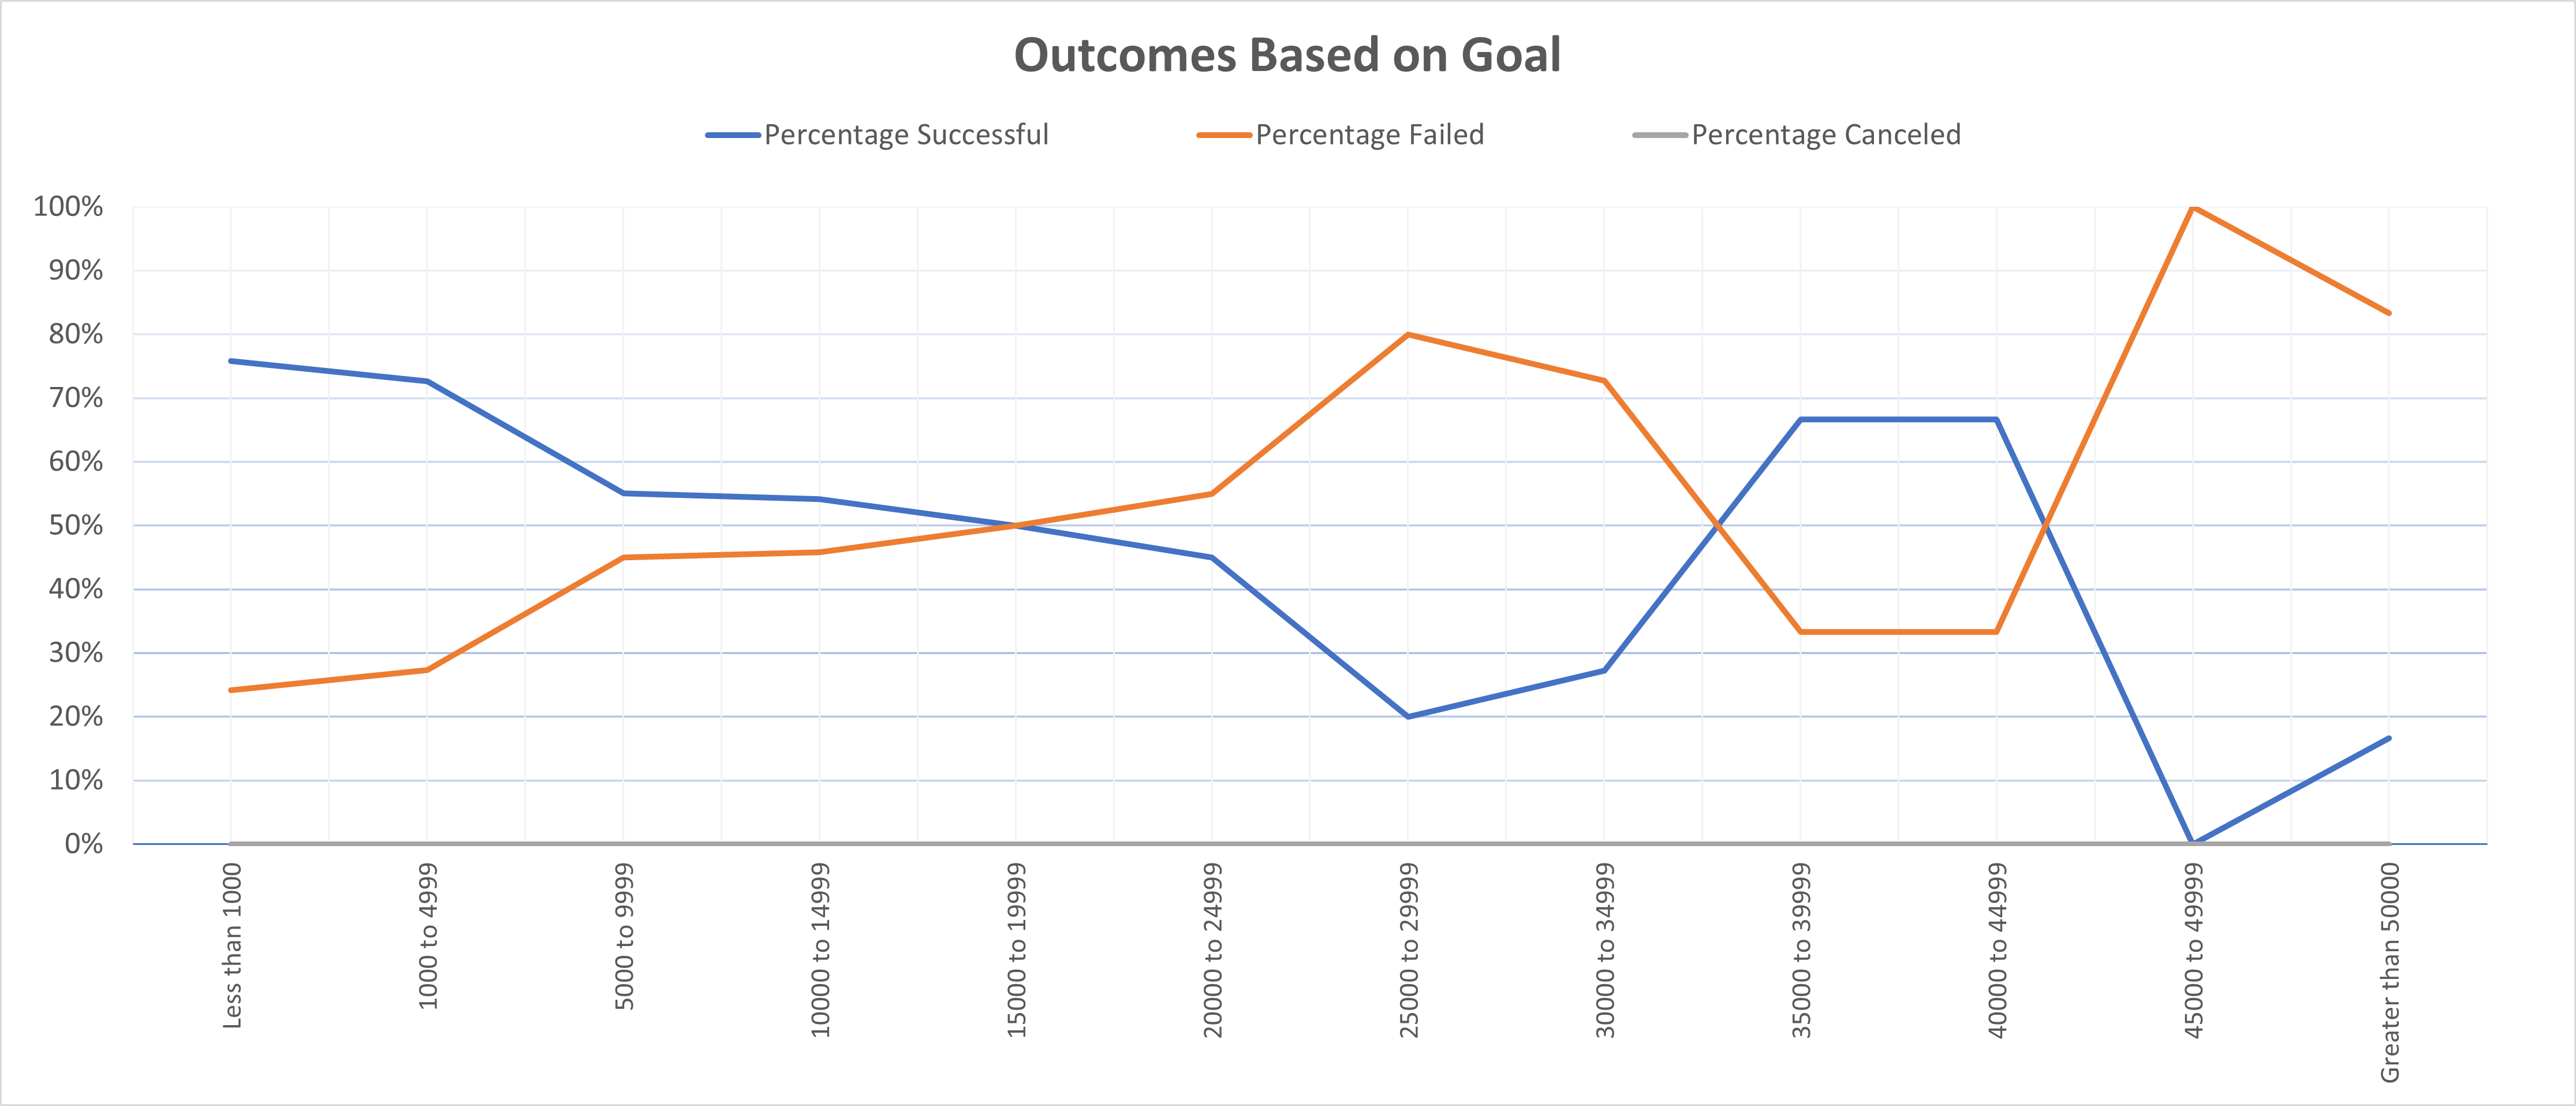 Outcomes Based on Goal
Percentage Successful
Percentage Failed
Percentage Canceled
100%
90%
80%
70%
60%
50%
40%
30%
20%
10%
0%
Less than 1000
1000 to 4999
5000 to 9999
10000 to 14999
15000 to 19999
20000 to 24999
25000 to 29999
30000 to 34999
35000 to 39999
40000 to 44999
45000 to 49999
Greater than 50000